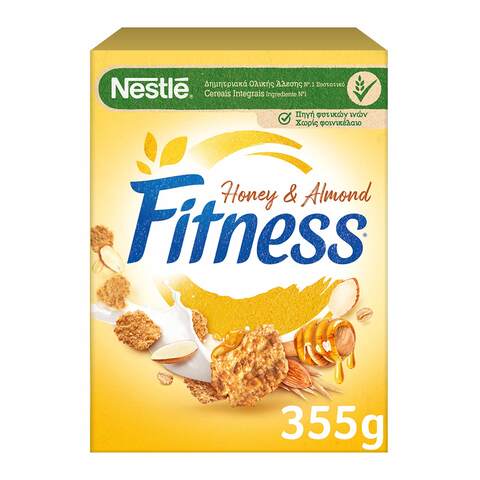 Nestlé®
Δημητριακά Ολικής Άλεσης Nº.1 Συστατικό
Cereais Integrais Ingrediente Nº1
Πηγή φυτικών ινών
Χωρίς φοινικέλαιο
Honey & Almond
Fitness®
355g